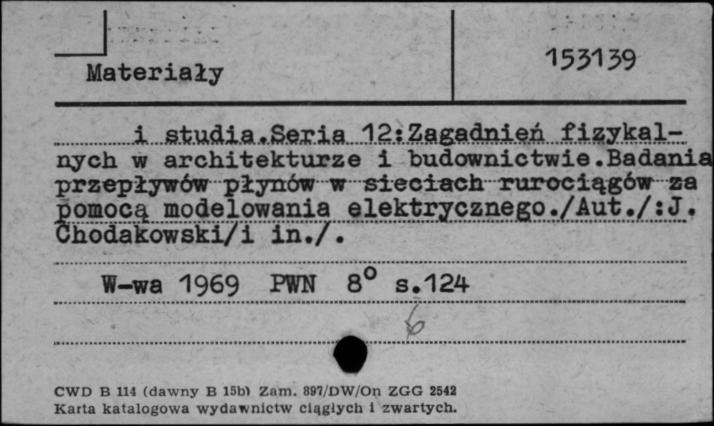 153139
Materiały
i studia.Seria 12:Zagadnień fizykal-
nych w architekturze i budownictwie.Badania
przepływów płynów w sieciach rurociągów za
pomocą modelowania elektrycznego./Aut./:J.
Chodakowski/i in./.
W-wa 1969 PWN 8° s.124
6
CWD B 114 (dawny B 15b) Zam. 897/DW/On ZGG 2542
Karta katalogowa wydawnictw ciągłych i zwartych.